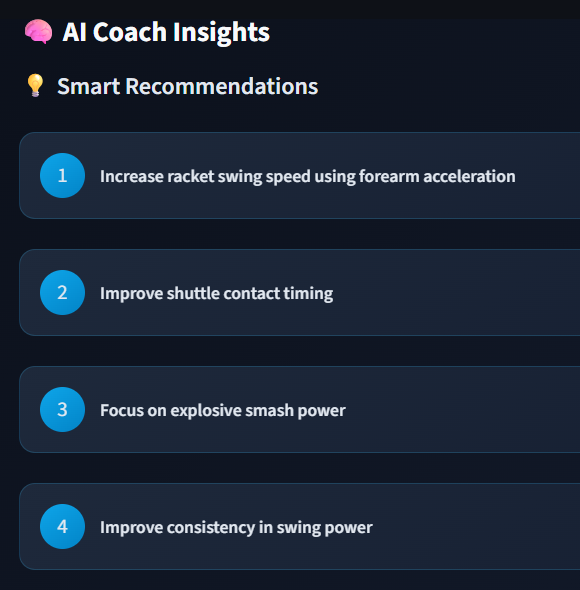 AI Coach Insights
Smart Recommendations
1 Increase racket swing speed using forearm acceleration
2 Improve shuttle contact timing
3 Focus on explosive smash power
4 Improve consistency in swing power